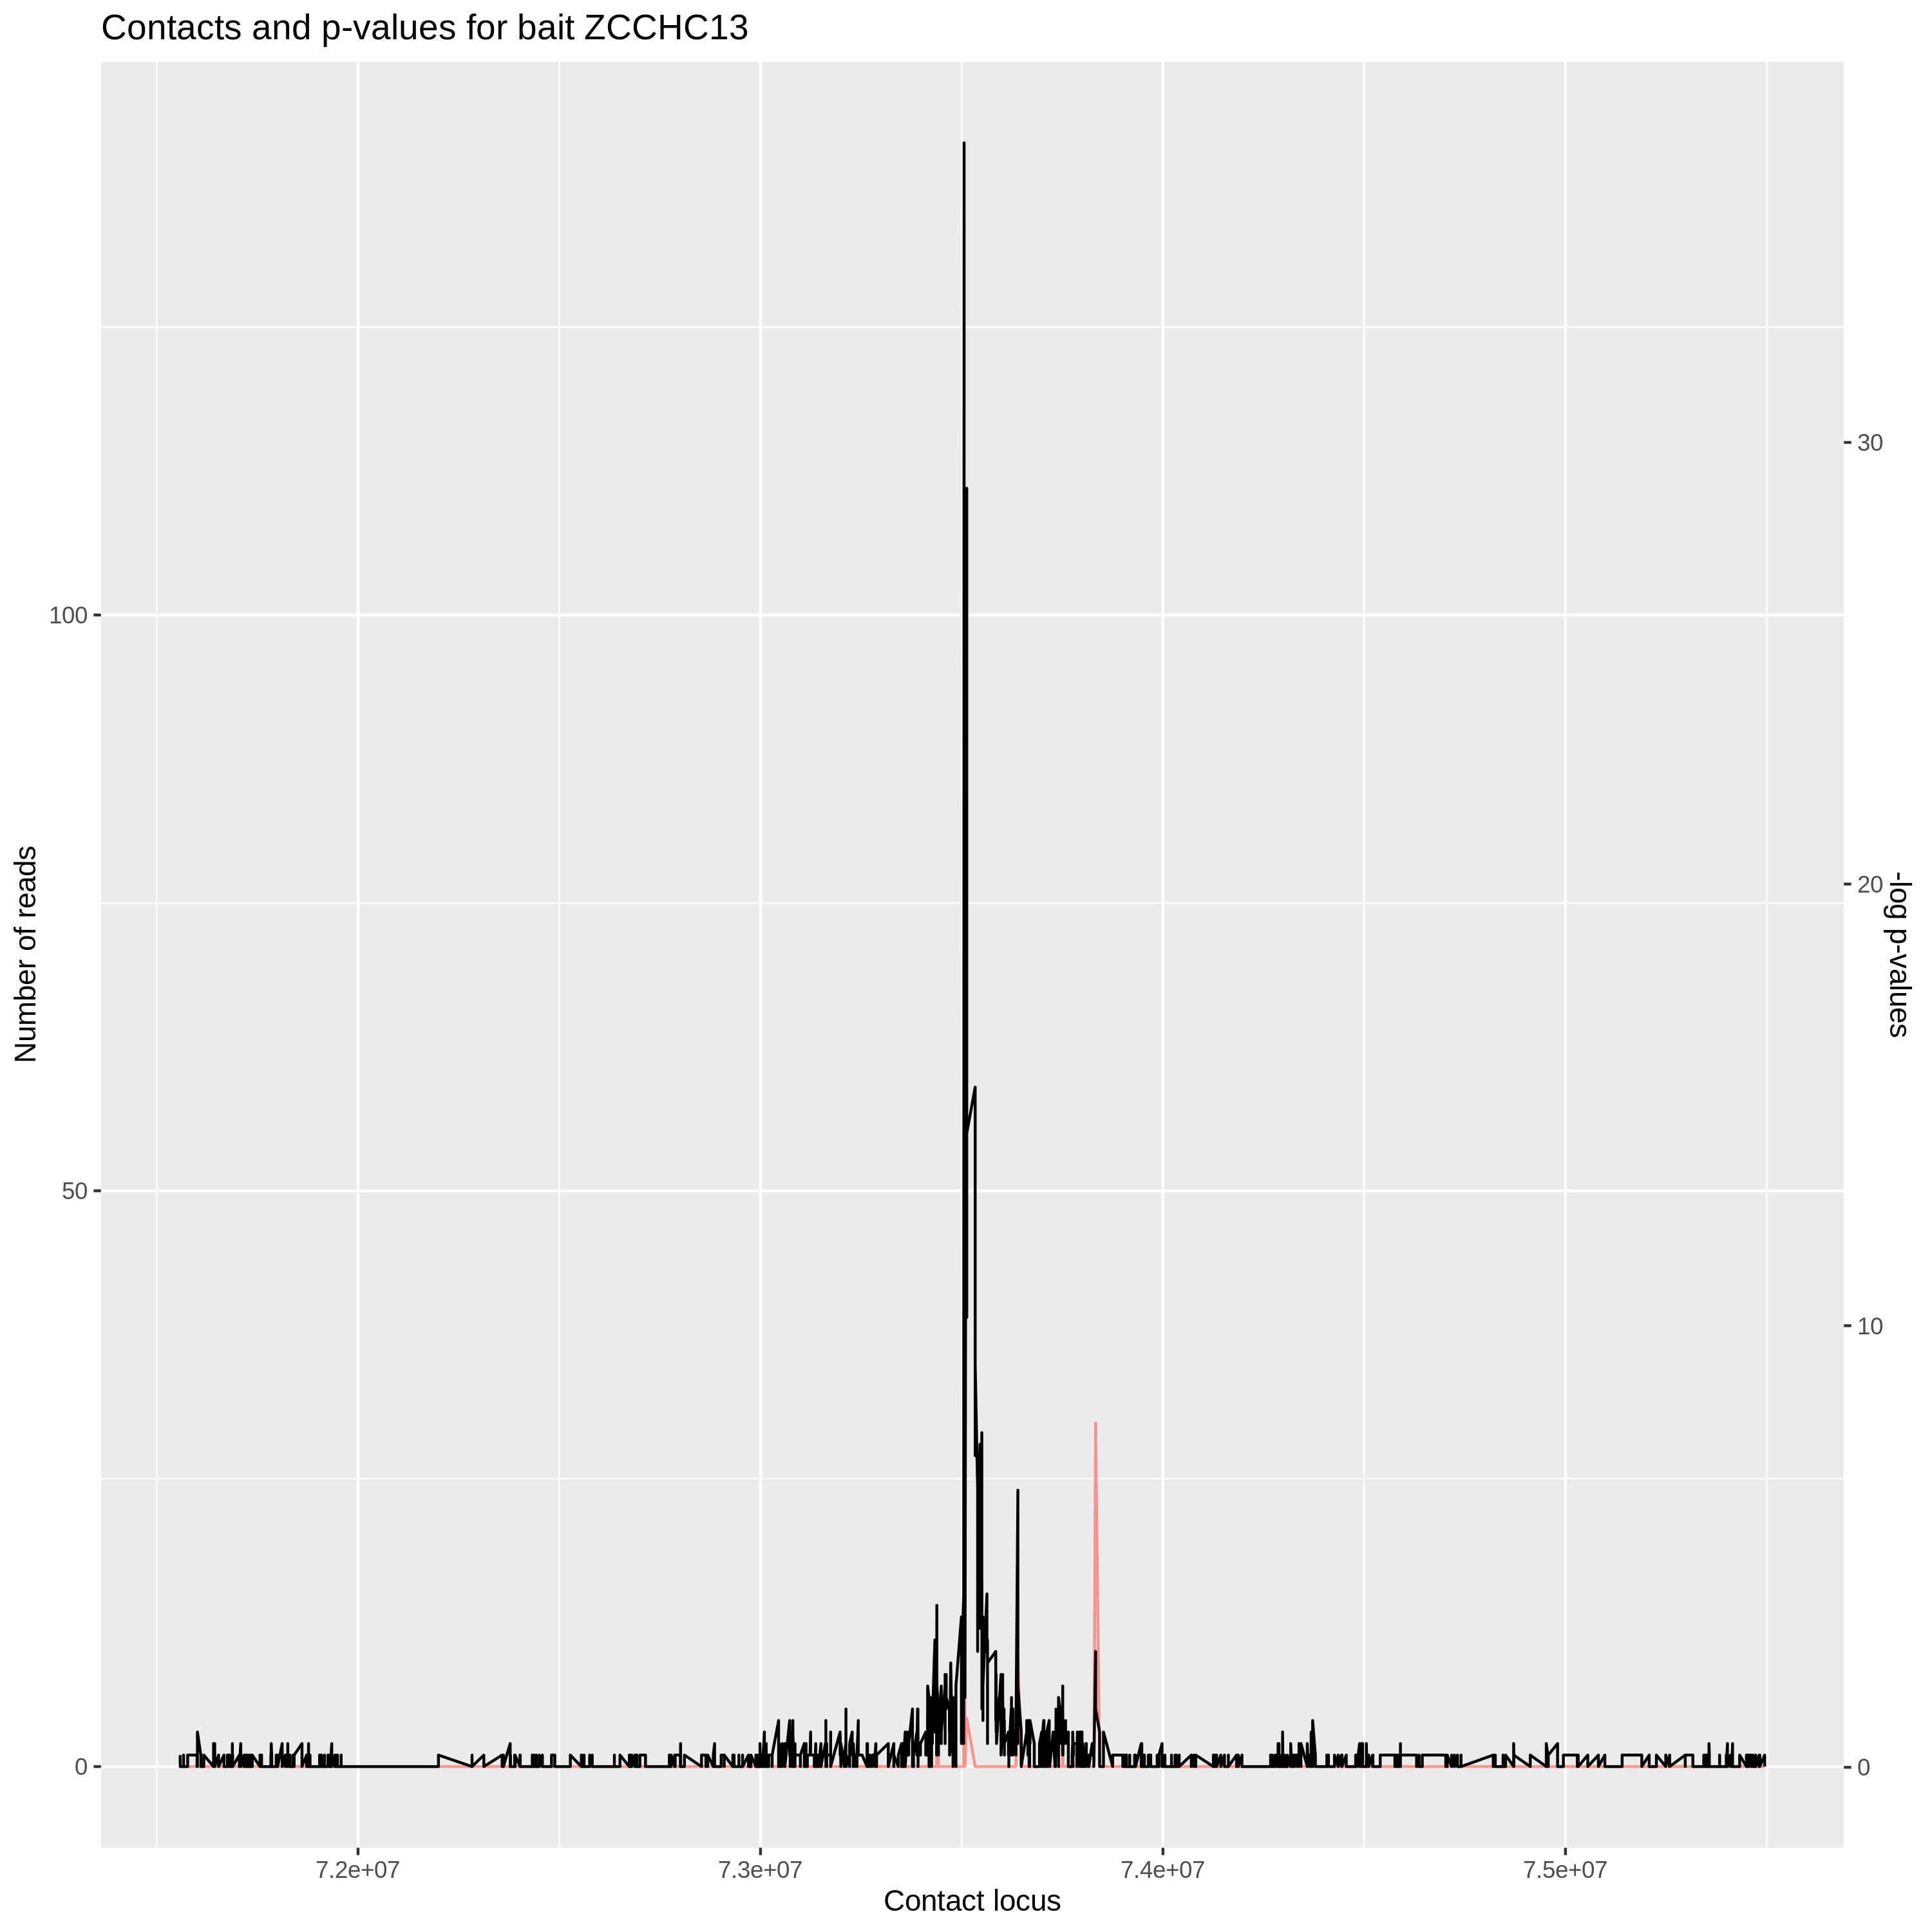 Contacts and p-values for bait ZCCHC13
Number of reads
100
50
0
30
20
10
0
-log p-values
7.2e+07 7.3e+07 7.4e+07 7.5e+07
Contact locus